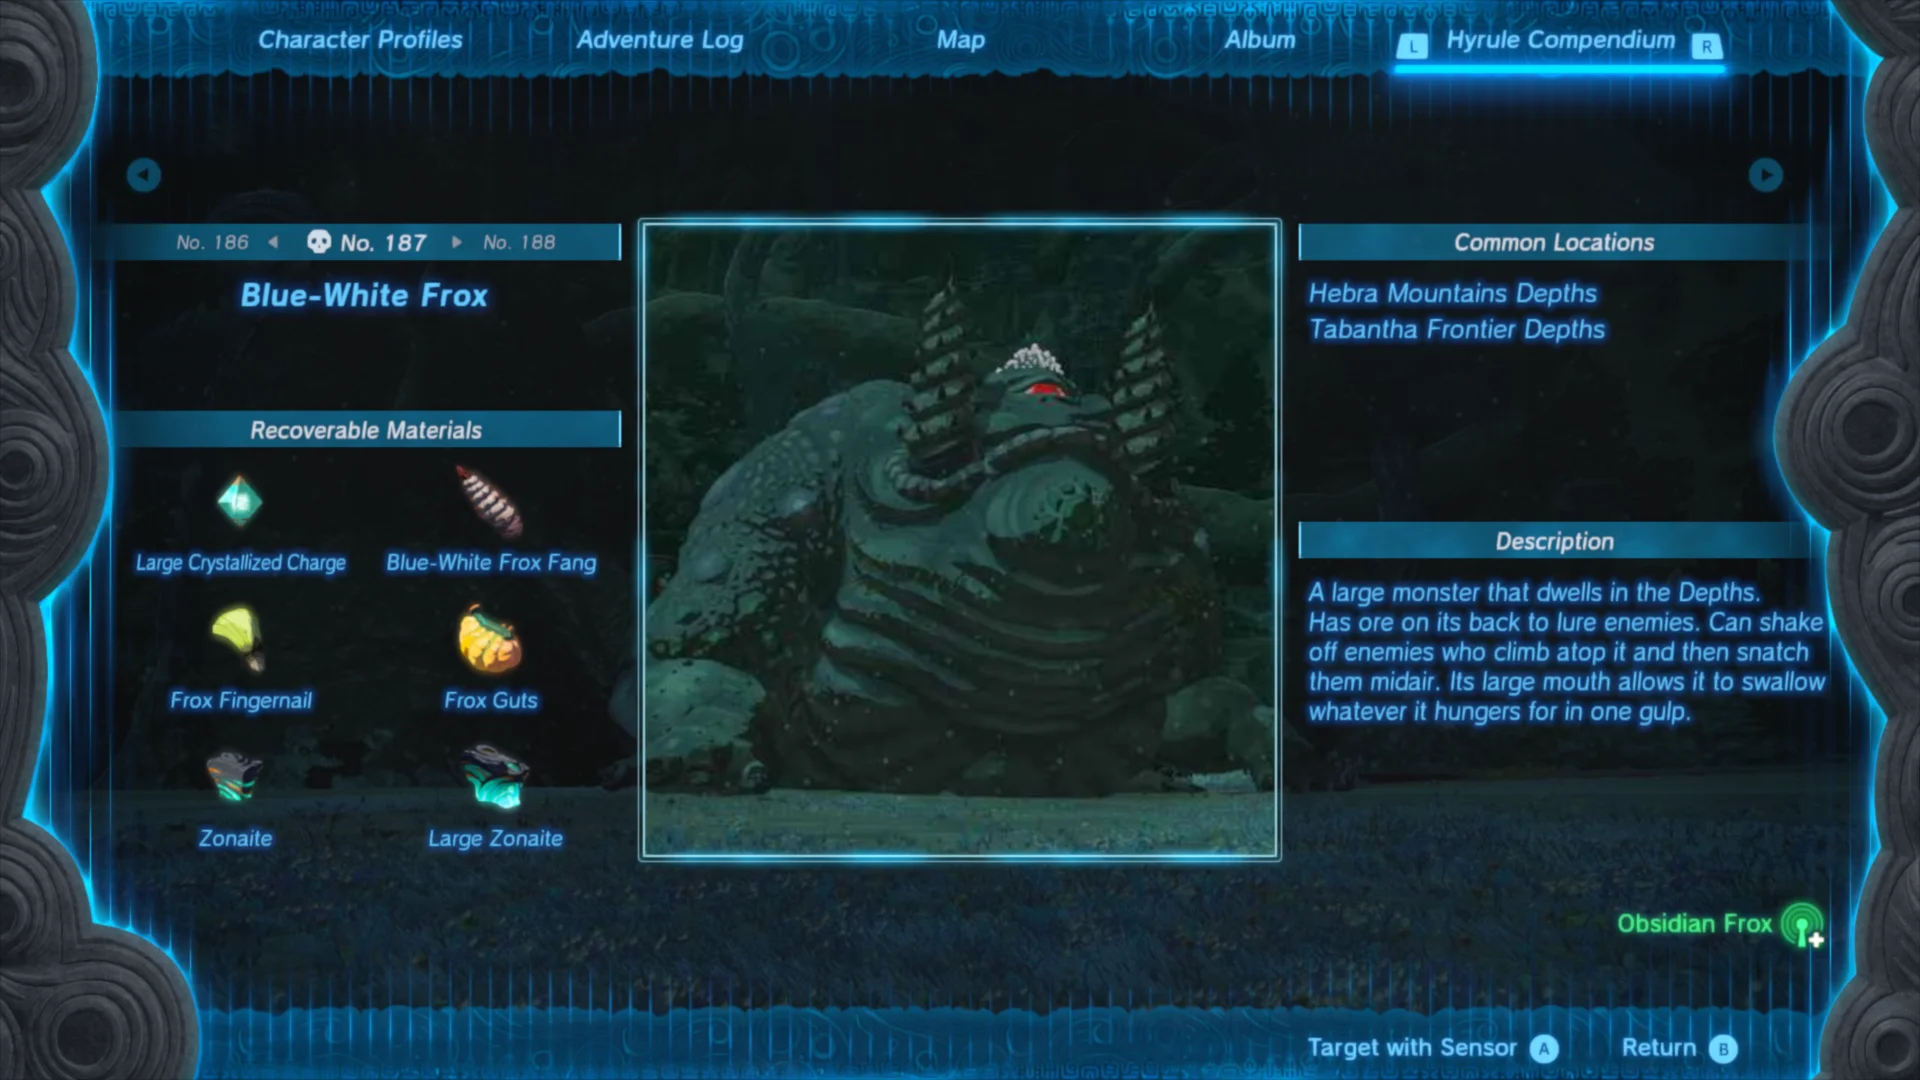 Character Profiles
Adventure Log
Map
Album
L Hyrule Compendium R
No. 186 No. 187 No. 188
Blue-White Frox
Recoverable Materials
Large Crystallized Charge
Blue-White Frox Fang
Frox Fingernail
Frox Guts
Zonaite
Large Zonaite
Common Locations
Hebra Mountains Depths
Tabantha Frontier Depths
Description
A large monster that dwells in the Depths.
Has ore on its back to lure enemies. Can shake
off enemies who climb atop it and then snatch
them midair. Its large mouth allows it to swallow
whatever it hungers for in one gulp.
Obsidian Frox
Target with Sensor A
Return B